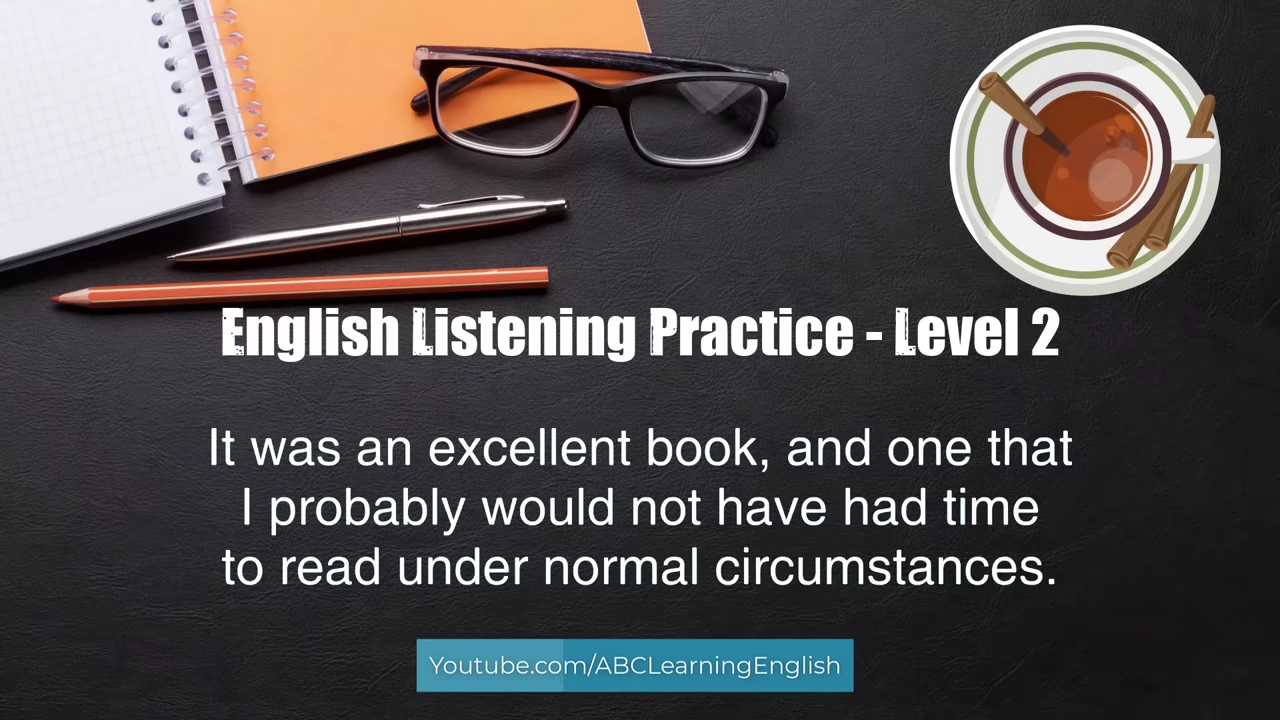 English Listening Practice - Level 2
It was an excellent book, and one that
I probably would not have had time
to read under normal circumstances.
Youtube.com/ABCLearningEnglish